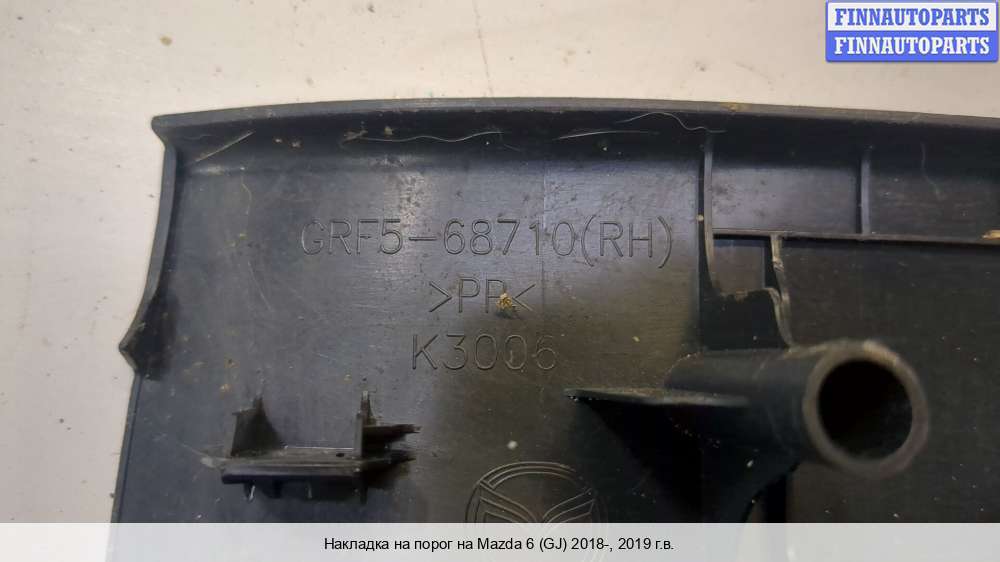 FINNAUTOPARTS
FINNAUTOPARTS
GRF5-68710(RH)
>PP<
K3006
Накладка на порог на Mazda 6 (GJ) 2018-, 2019 г.в.